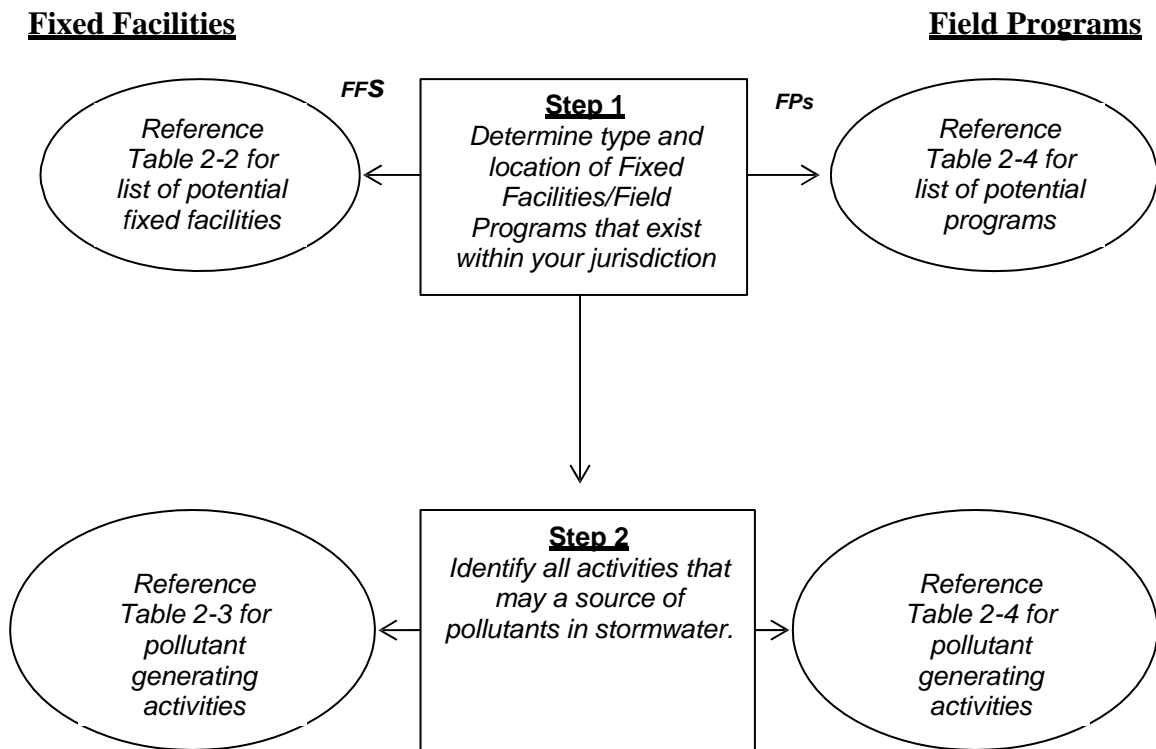 Fixed Facilities
Field Programs
FFS
Step 1
FPs
Reference
Table 2-2 for
list of potential
fixed facilities
Determine type and
location of Fixed
Facilities/Field
Programs that exist
within your jurisdiction
Reference
Table 2-4 for
list of potential
programs
Step 2
Identify all activities that
may a source of
pollutants in stormwater.
Reference
Table 2-3 for
pollutant
generating
activities
Reference
Table 2-4 for
pollutant
generating
activities